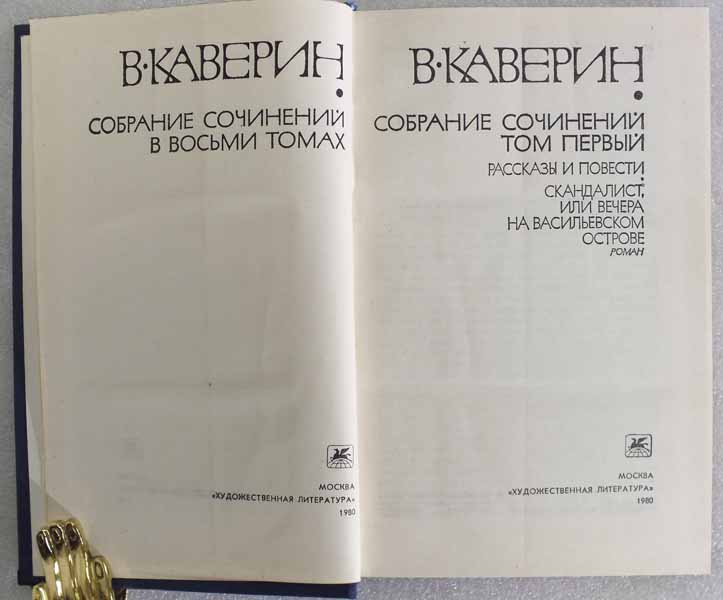 В·КАВЕРИН
СОБРАНИЕ СОЧИНЕНИЙ
В ВОСЬМИ ТОМАХ
МОСКВА
«ХУДОЖЕСТВЕННАЯ ЛИТЕРАТУРА»
1980
В·КАВЕРИН
СОБРАНИЕ СОЧИНЕНИЙ
ТОМ ПЕРВЫЙ
РАССКАЗЫ И ПОВЕСТИ
СКАНДАЛИСТ,
ИЛИ ВЕЧЕРА
НА ВАСИЛЬЕВСКОМ
ОСТРОВЕ
РОМАН
МОСКВА
«ХУДОЖЕСТВЕННАЯ ЛИТЕРАТУРА»
1980